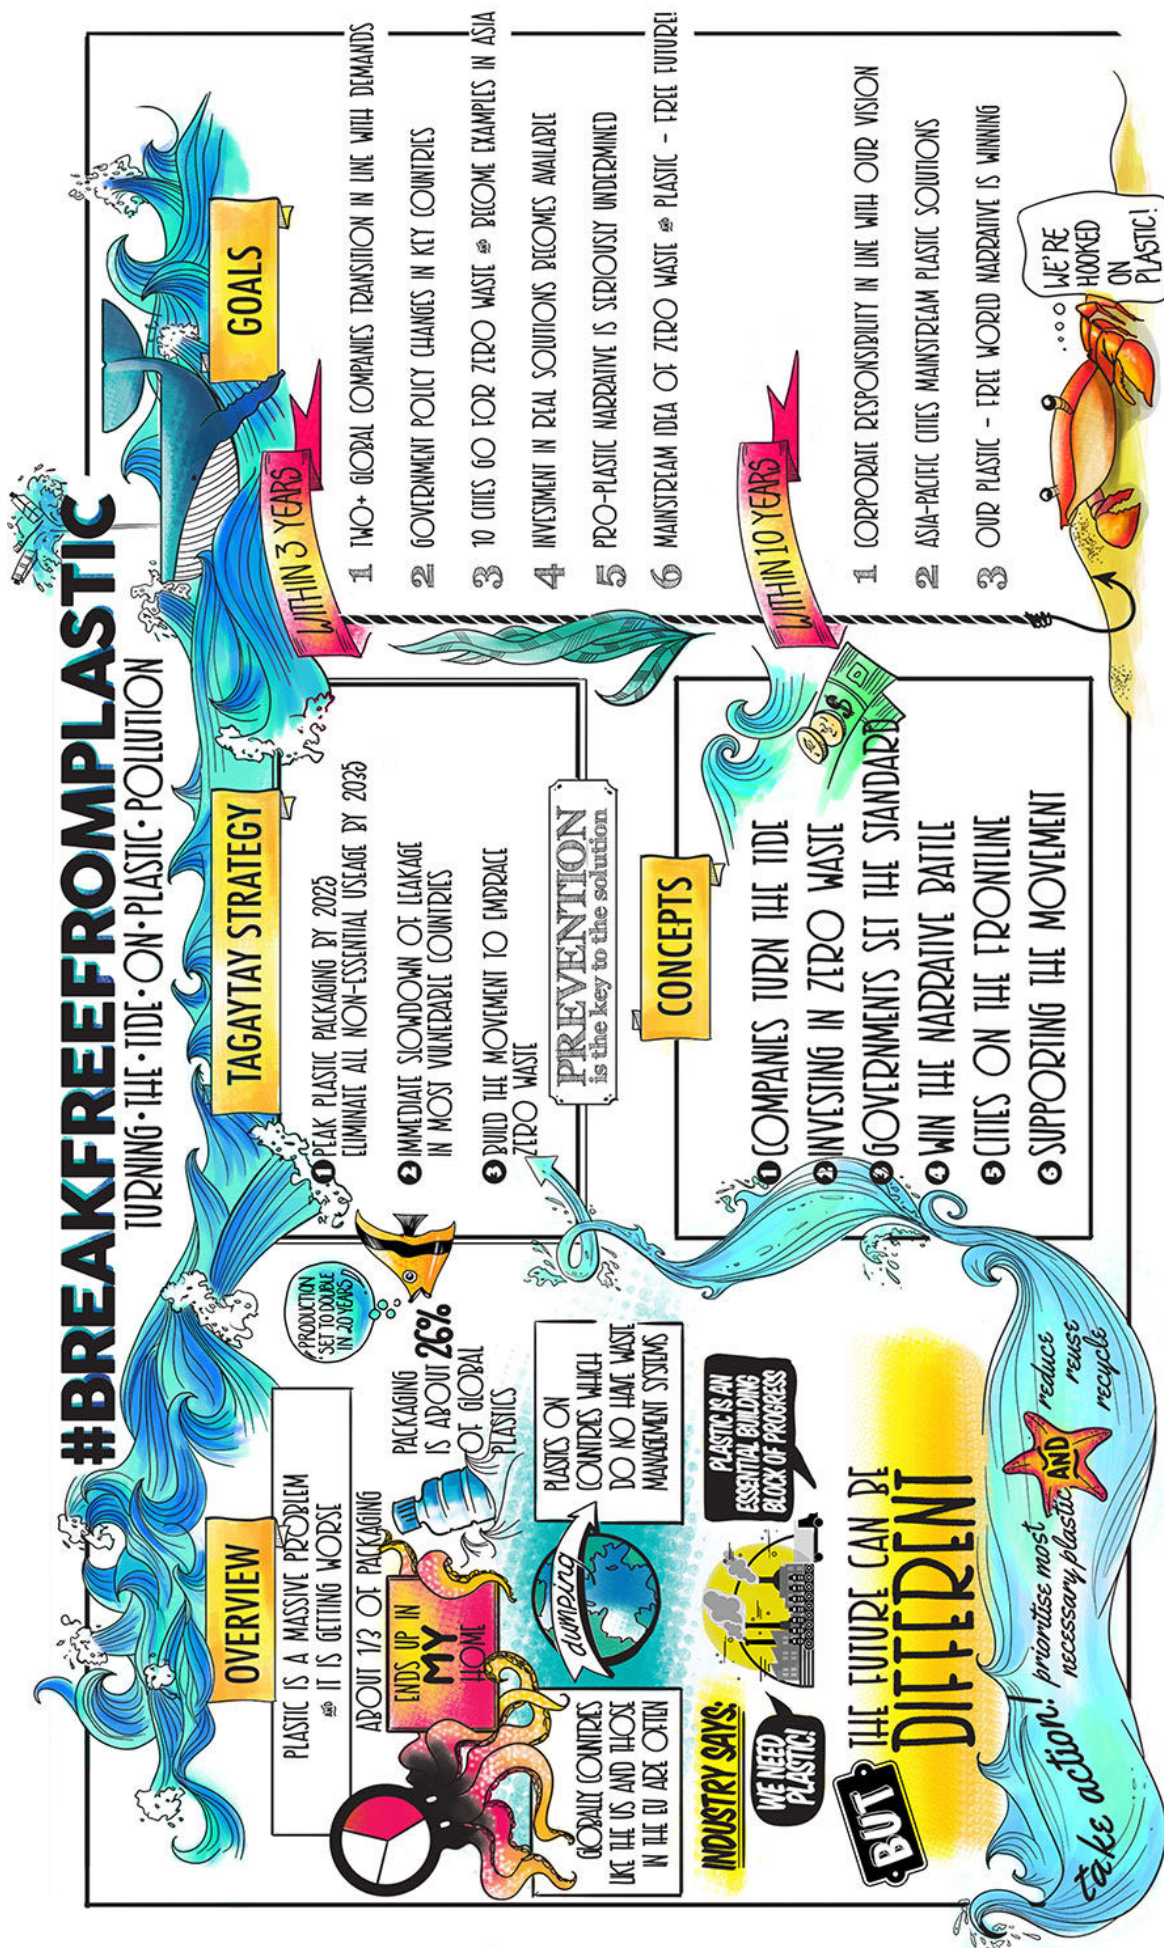 #BREAKFREEFROMPLASTIC
TURNING·THE·TIDE·ON·PLASTIC·POLLUTION
OVERVIEW
PLASTIC IS A MASSIVE PROBLEM
& IT IS GETTING WORSE
PRODUCTION
SET TO DOUBLE
IN 20 YEARS
ABOUT 1/3 OF PACKAGING
ENDS UP IN
MY
HOME
PACKAGING
IS ABOUT 26%
OF GLOBAL
PLASTICS
GLOBALLY COUNTRIES
LIKE THE US AND THOSE
IN THE EU ARE OFTEN
dumping
PLASTICS ON
COUNTRIES WHICH
DO NO HAVE WASTE
MANAGEMENT SYSTEMS
INDUSTRY SAYS:
WE NEED
PLASTIC!
PLASTIC IS AN
ESSENTIAL BUILDING
BLOCK OF PROGRESS
BUT
THE FUTURE CAN BE
DIFFERENT
take action!
prioritise most
necessary plastic
AND
reduce
reuse
recycle
TAGAYTAY STRATEGY
1 PEAK PLASTIC PACKAGING BY 2025
ELIMINATE ALL NON-ESSENTIAL USEAGE BY 2035
2 IMMEDIATE SLOWDOWN OF LEAKAGE
IN MOST VULNERABLE COUNTRIES
3 BUILD THE MOVEMENT TO EMBRACE
ZERO WASTE
PREVENTION
is the key to the solution
CONCEPTS
1 COMPANIES TURN THE TIDE
2 INVESTING IN ZERO WASTE
3 GOVERNMENTS SET THE STANDARD
4 WIN THE NARRATIVE BATTLE
5 CITIES ON THE FRONTLINE
6 SUPPORTING THE MOVEMENT
$
GOALS
WITHIN 3 YEARS
1 TWO+ GLOBAL COMPANIES TRANSITION IN LINE WITH DEMANDS
2 GOVERNMENT POLICY CHANGES IN KEY COUNTRIES
3 10 CITIES GO FOR ZERO WASTE & BECOME EXAMPLES IN ASIA
4 INVESTMENT IN REAL SOLUTIONS BECOMES AVAILABLE
5 PRO-PLASTIC NARRATIVE IS SERIOUSLY UNDERMINED
6 MAINSTREAM IDEA OF ZERO WASTE & PLASTIC - FREE FUTURE!
WITHIN 10 YEARS
1 CORPORATE RESPONSIBILITY IN LINE WITH OUR VISION
2 ASIA-PACIFIC CITIES MAINSTREAM PLASTIC SOLUTIONS
3 OUR PLASTIC - FREE WORLD NARRATIVE IS WINNING
WE'RE
HOOKED
ON
PLASTIC!